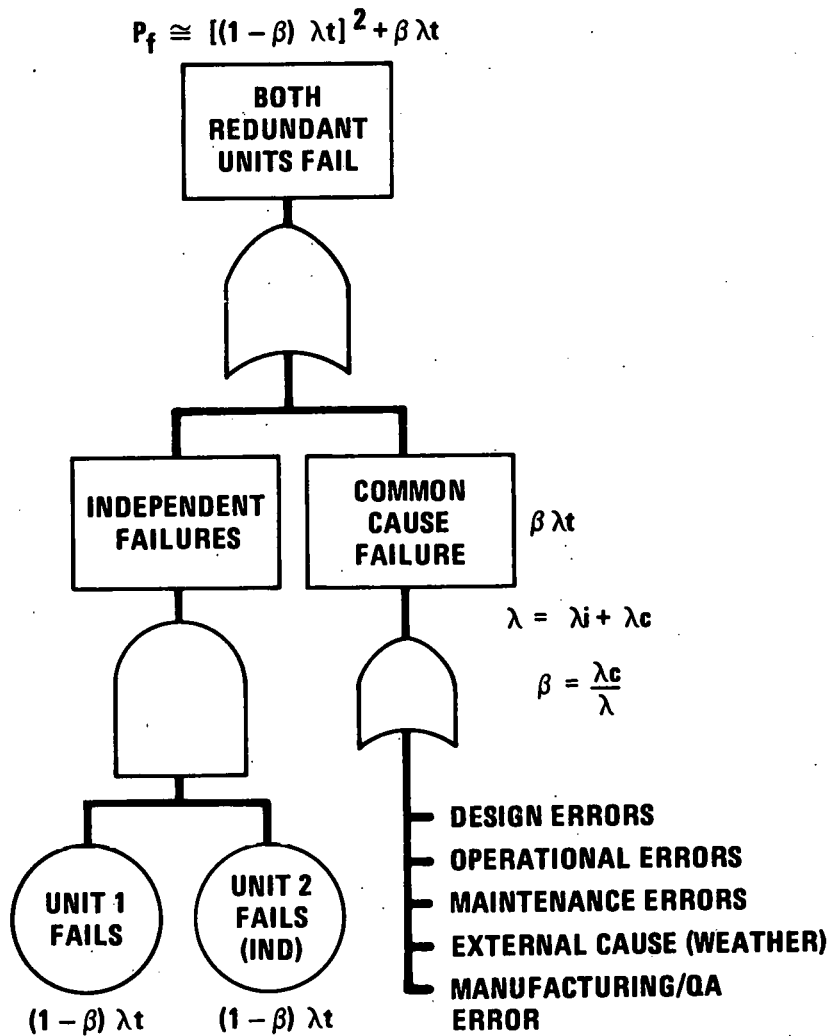 P_f ≅ [(1 − β) λt]² + β λt
BOTH
REDUNDANT
UNITS FAIL
INDEPENDENT
FAILURES
COMMON
CAUSE
FAILURE
β λt
λ = λi + λc
β = λc/λ
UNIT 1
FAILS
UNIT 2
FAILS
(IND)
(1 − β) λt
(1 − β) λt
DESIGN ERRORS
OPERATIONAL ERRORS
MAINTENANCE ERRORS
EXTERNAL CAUSE (WEATHER)
MANUFACTURING/QA
ERROR